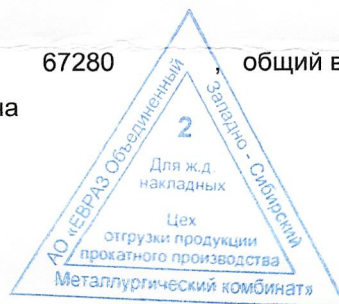 67280 , общий в
на
АО «ЕВРАЗ Объединенный
Западно - Сибирский
Металлургический комбинат»
2
Для ж.д.
накладных
Цех
отгрузки продукции
прокатного производства